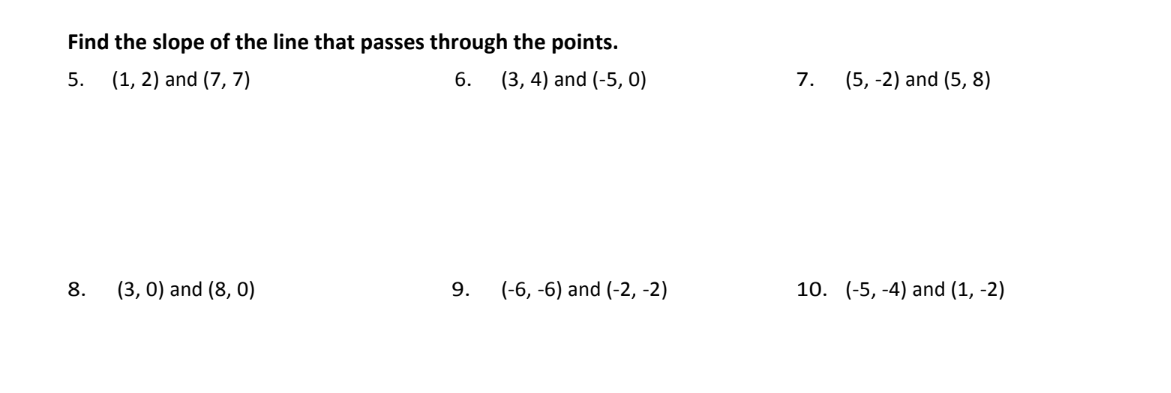 Find the slope of the line that passes through the points.
5. (1, 2) and (7, 7) 6. (3, 4) and (-5, 0) 7. (5, -2) and (5, 8)
8. (3, 0) and (8, 0) 9. (-6, -6) and (-2, -2) 10. (-5, -4) and (1, -2)